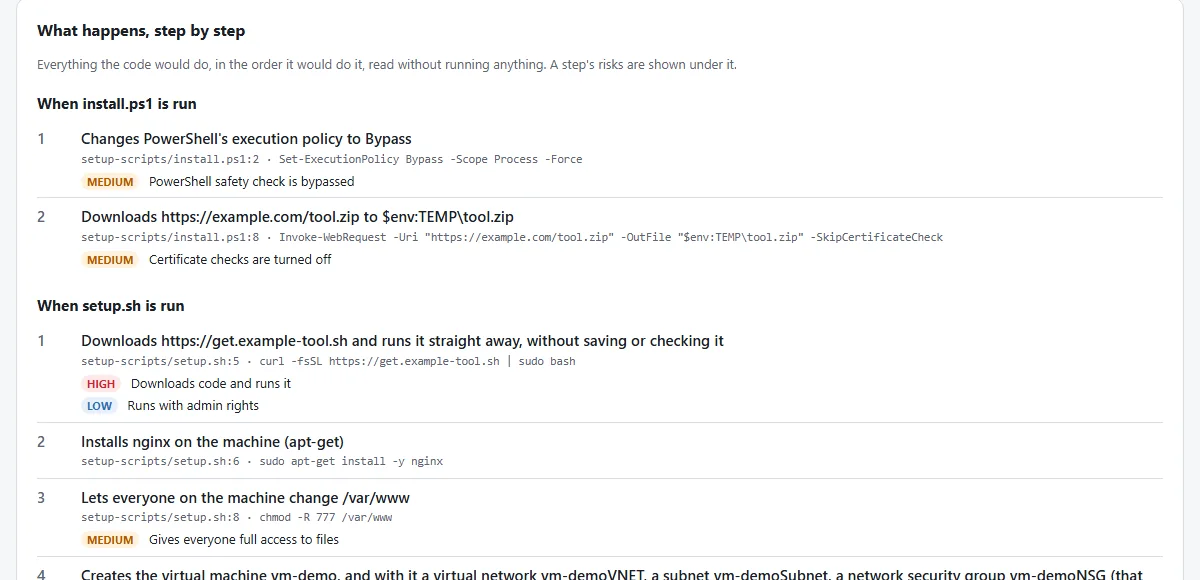 What happens, step by step
Everything the code would do, in the order it would do it, read without running anything. A step's risks are shown under it.
When install.ps1 is run
1 Changes PowerShell's execution policy to Bypass
setup-scripts/install.ps1:2 · Set-ExecutionPolicy Bypass -Scope Process -Force
MEDIUM PowerShell safety check is bypassed
2 Downloads https://example.com/tool.zip to $env:TEMP\tool.zip
setup-scripts/install.ps1:8 · Invoke-WebRequest -Uri "https://example.com/tool.zip" -OutFile "$env:TEMP\tool.zip" -SkipCertificateCheck
MEDIUM Certificate checks are turned off
When setup.sh is run
1 Downloads https://get.example-tool.sh and runs it straight away, without saving or checking it
setup-scripts/setup.sh:5 · curl -fsSL https://get.example-tool.sh | sudo bash
HIGH Downloads code and runs it
LOW Runs with admin rights
2 Installs nginx on the machine (apt-get)
setup-scripts/setup.sh:6 · sudo apt-get install -y nginx
3 Lets everyone on the machine change /var/www
setup-scripts/setup.sh:8 · chmod -R 777 /var/www
MEDIUM Gives everyone full access to files
4 Creates the virtual machine vm-demo, and with it a virtual network vm-demoVNET, a subnet vm-demoSubnet, a network security group vm-demoNSG (that